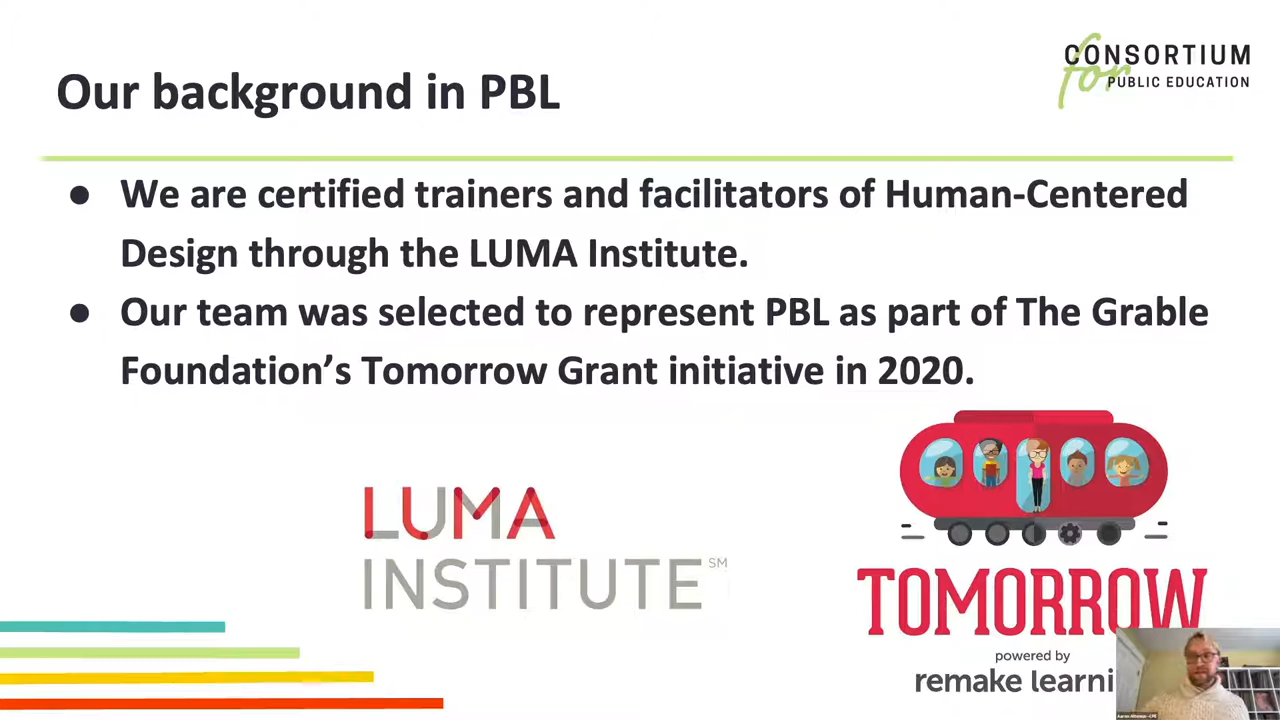 Our background in PBL
CONSORTIUM
for PUBLIC EDUCATION
● We are certified trainers and facilitators of Human-Centered
Design through the LUMA Institute.
● Our team was selected to represent PBL as part of The Grable
Foundation’s Tomorrow Grant initiative in 2020.
LUMA
INSTITUTE℠
TOMORROW
powered by
remake learni